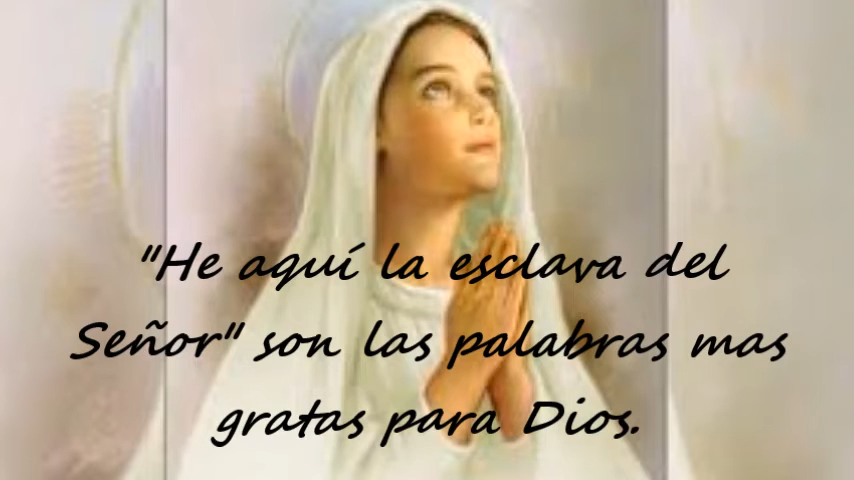 "He aquí la esclava del
Señor" son las palabras mas
gratas para Dios.